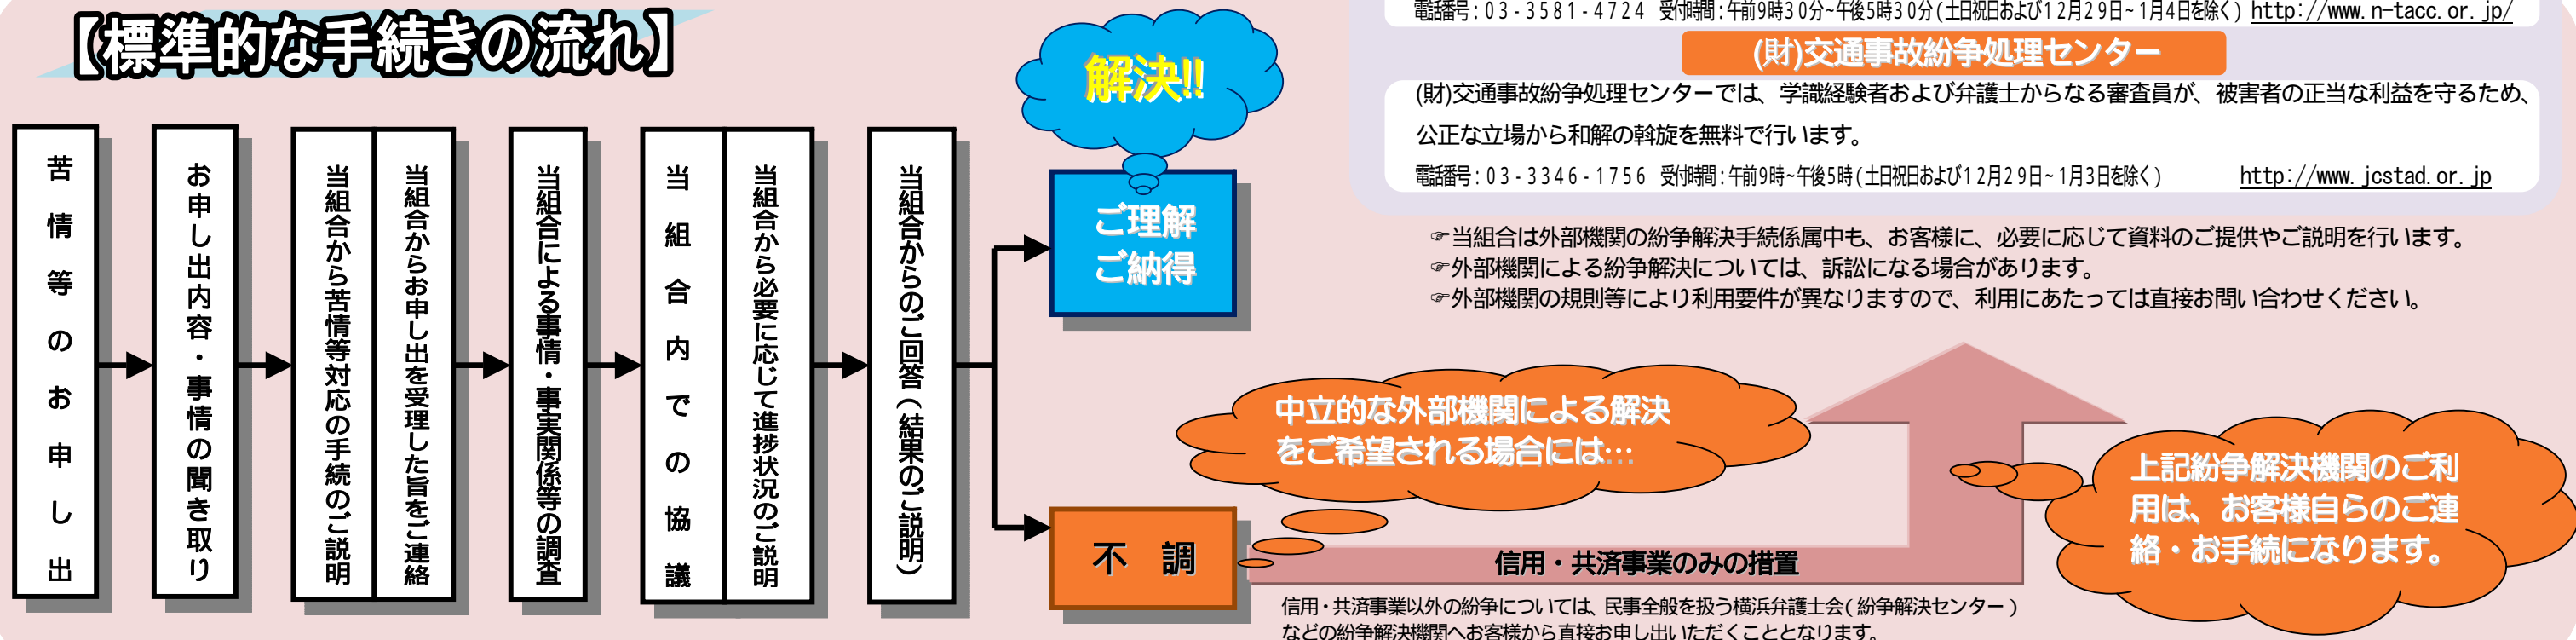 【標準的な手続きの流れ】
苦情等のお申し出
お申し出内容・事情の聞き取り
当組合から苦情等対応の手続のご説明
当組合からお申し出を受理した旨をご連絡
当組合による事情・事実関係等の調査
当組合内での協議
当組合から必要に応じて進捗状況のご説明
当組合からのご回答（結果のご説明）
解決!!
ご理解
ご納得
不 調
電話番号:03-3581-4724 受付時間:午前9時30分~午後5時30分(土日祝日および12月29日~1月4日を除く) http://www.n-tacc.or.jp/
(財)交通事故紛争処理センター
(財)交通事故紛争処理センターでは、学識経験者および弁護士からなる審査員が、被害者の正当な利益を守るため、
公正な立場から和解の斡旋を無料で行います。
電話番号:03-3346-1756 受付時間:午前9時~午後5時(土日祝日および12月29日~1月3日を除く) http://www.jcstad.or.jp
☞当組合は外部機関の紛争解決手続係属中も、お客様に、必要に応じて資料のご提供やご説明を行います。
☞外部機関による紛争解決については、訴訟になる場合があります。
☞外部機関の規則等により利用要件が異なりますので、利用にあたっては直接お問い合わせください。
中立的な外部機関による解決
をご希望される場合には…
上記紛争解決機関のご利
用は、お客様自らのご連
絡・お手続になります。
信用・共済事業のみの措置
信用・共済事業以外の紛争については、民事全般を扱う横浜弁護士会(紛争解決センター)
などの紛争解決機関へお客様から直接お申し出いただくこととなります。